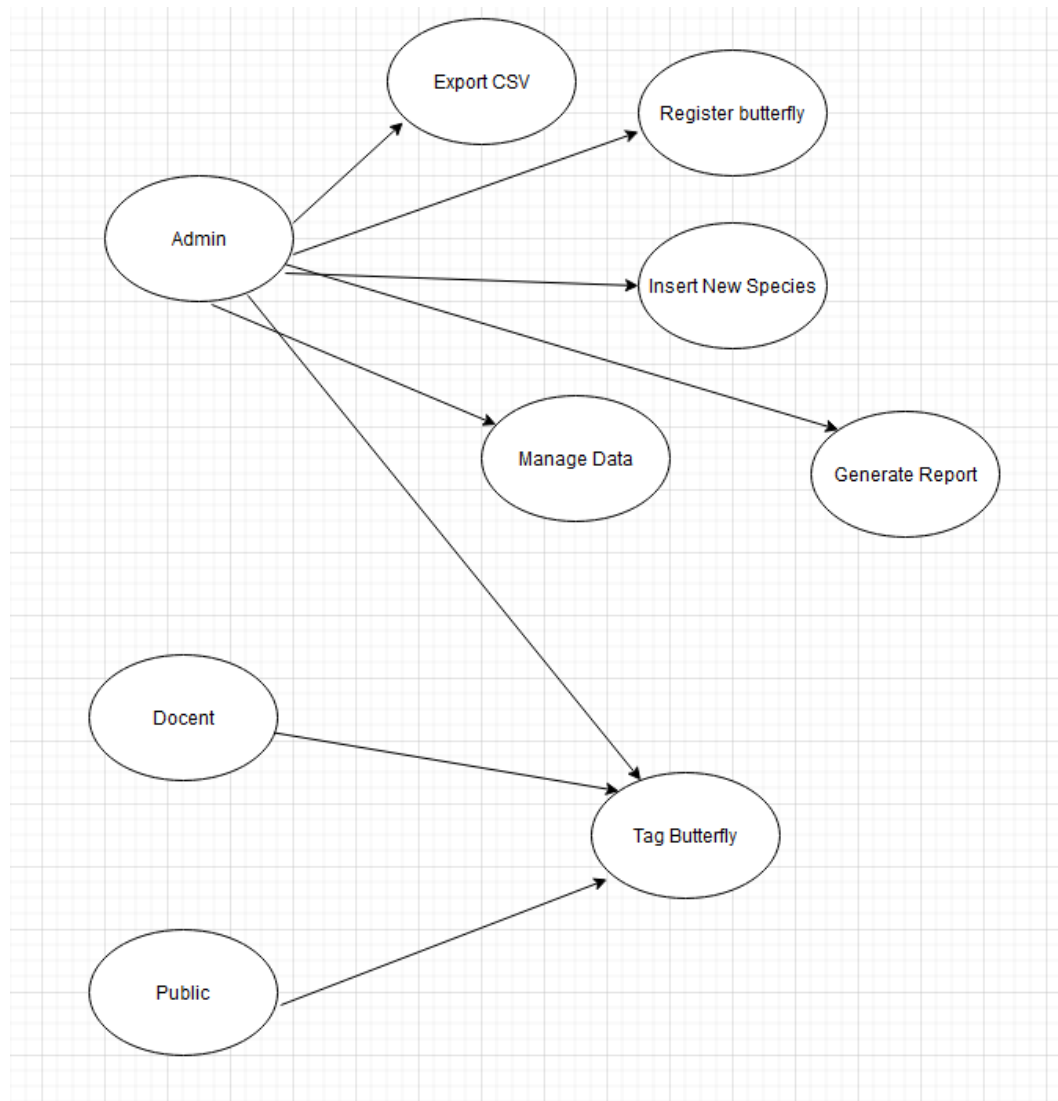 Export CSV
Register butterfly
Admin
Insert New Species
Manage Data
Generate Report
Docent
Tag Butterfly
Public